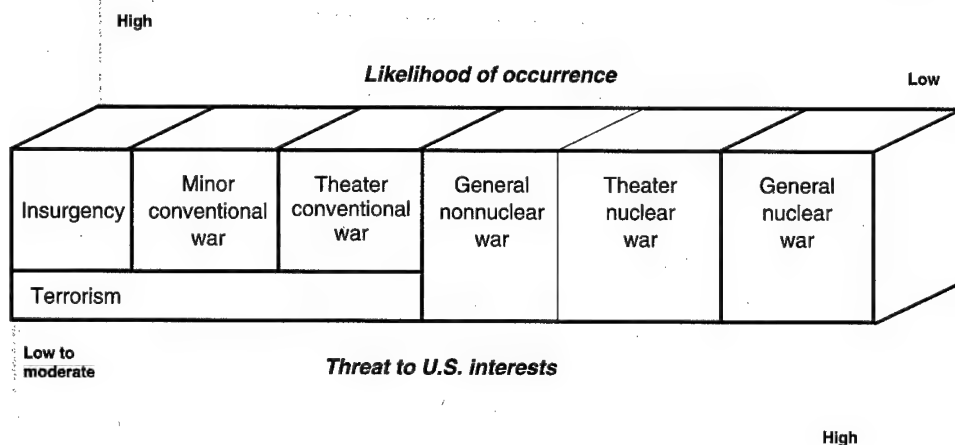 High
Likelihood of occurrence
Low
Insurgency
Minor
conventional
war
Theater
conventional
war
General
nonnuclear
war
Theater
nuclear
war
General
nuclear
war
Terrorism
Low to
moderate
Threat to U.S. interests
High